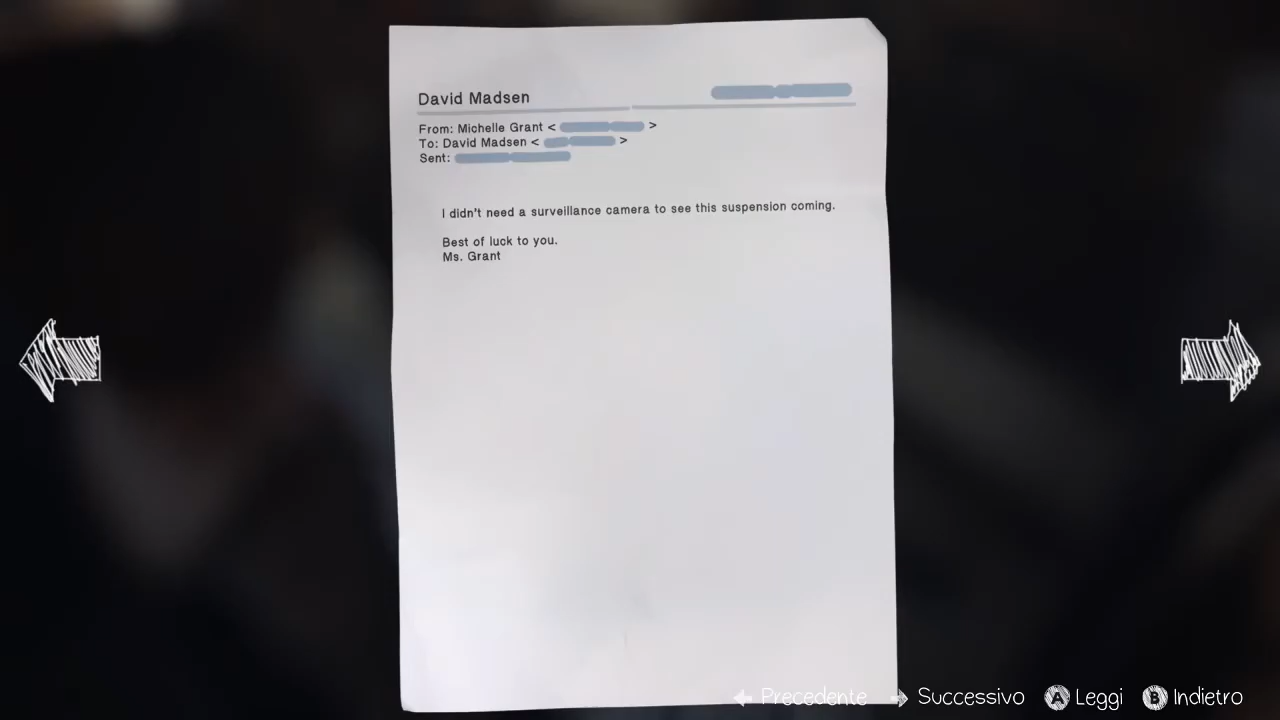 David Madsen
From: Michelle Grant < >
To: David Madsen < >
Sent:
I didn't need a surveillance camera to see this suspension coming.
Best of luck to you.
Ms. Grant
Precedente Successivo A Leggi B Indietro